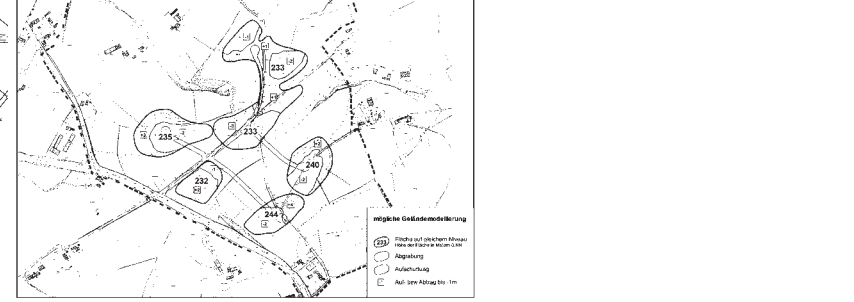 233
235
233
240
232
244
mögliche Geländemodellierung
233 Fläche auf gleichem Niveau
Höhe der Fläche in Metern ü.NN
Abgrabung
Aufschüttung
Auf- bzw Abtrag bis -1m